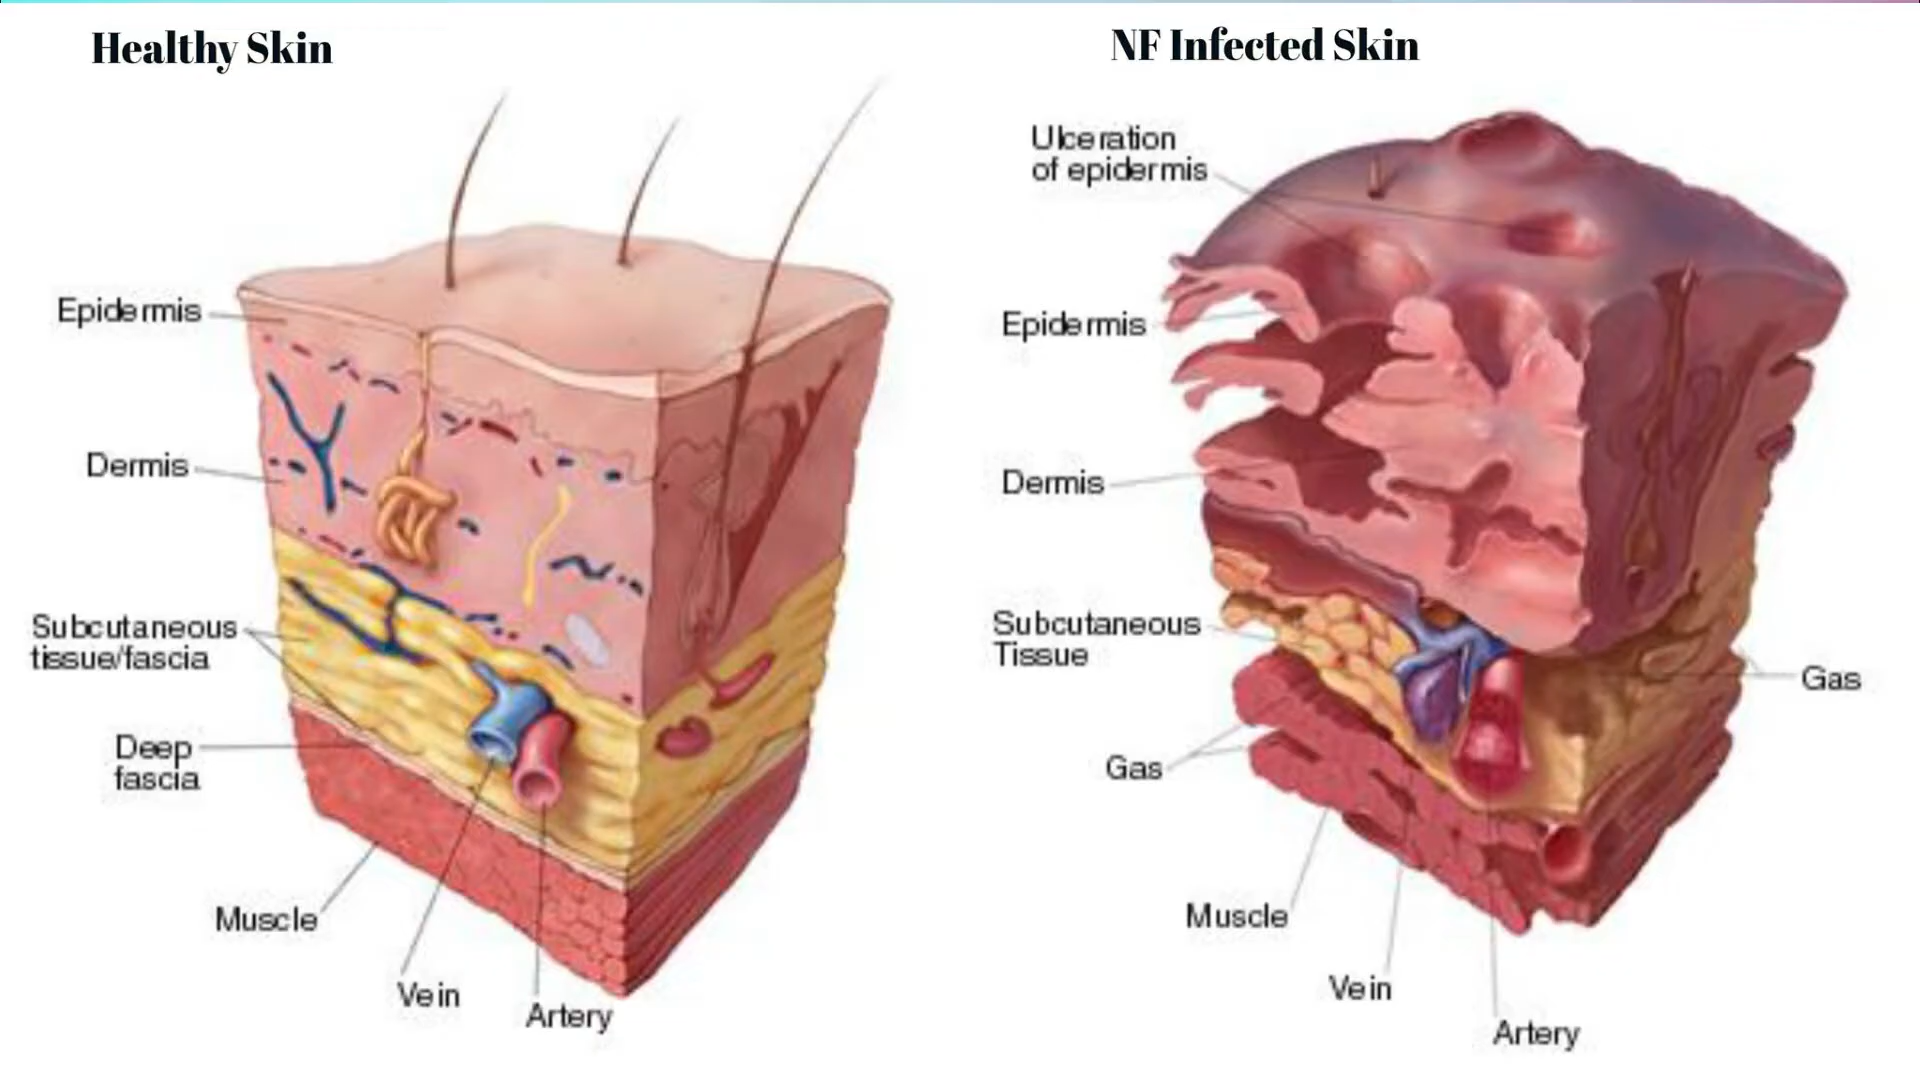 Healthy Skin
Epidermis
Dermis
Subcutaneous
tissue/fascia
Deep
fascia
Muscle
Vein
Artery
NF Infected Skin
Ulceration
of epidermis
Epidermis
Dermis
Subcutaneous
Tissue
Gas
Gas
Muscle
Vein
Artery